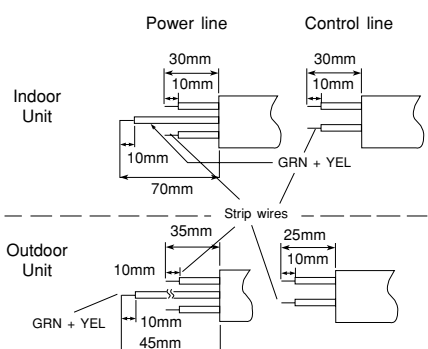 Power line
Control line
30mm
30mm
10mm
10mm
Indoor
Unit
10mm
GRN + YEL
70mm
Strip wires
Outdoor
Unit
35mm
25mm
10mm
10mm
GRN + YEL
10mm
45mm